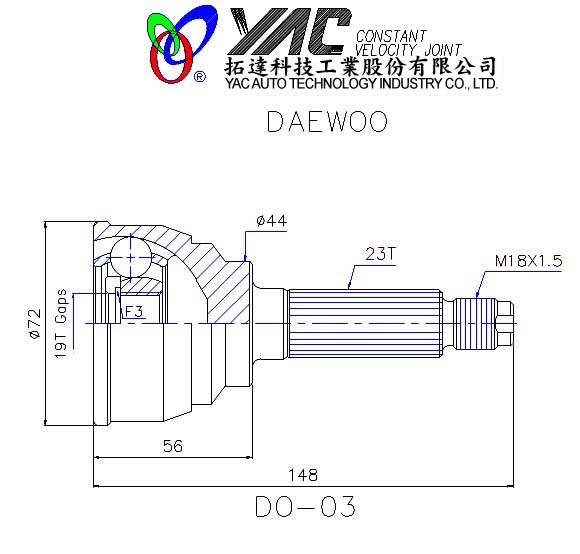 YAC CONSTANT
VELOCITY, JOINT
®
拓達科技工業股份有限公司
YAC AUTO TECHNOLOGY INDUSTRY CO., LTD.
DAEWOO
Ø44
23T
M18X1.5
Ø72
19T Gaps
F3
56
148
DO-03